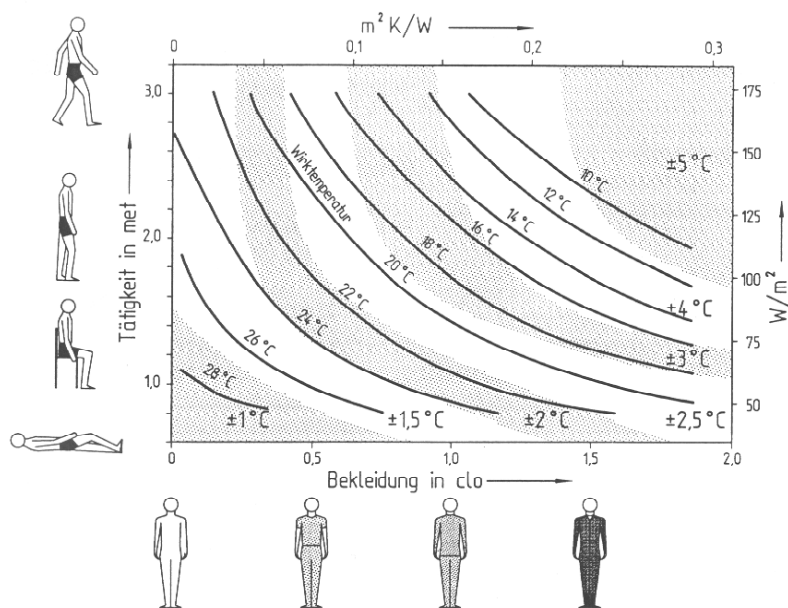 m² K/W
0
0,1
0,2
0,3
3,0
2,0
1,0
Tätigkeit in met
175
150
125
100
75
50
W/m²
Wirktemperatur
10 °C
12 °C
14 °C
16 °C
18 °C
20 °C
22 °C
24 °C
26 °C
28 °C
±5 °C
±4 °C
±3 °C
±2,5 °C
±2 °C
±1,5 °C
±1 °C
0
0,5
1,0
1,5
2,0
Bekleidung in clo